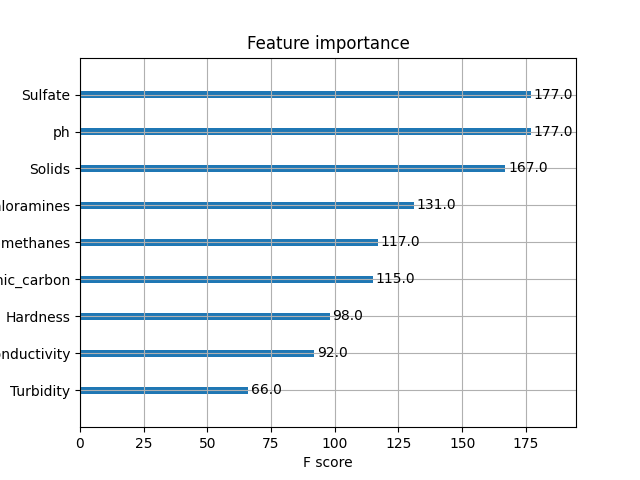 Feature importance
Sulfate 177.0
ph 177.0
Solids 167.0
loramines 131.0
methanes 117.0
nic_carbon 115.0
Hardness 98.0
onductivity 92.0
Turbidity 66.0
0 25 50 75 100 125 150 175
F score